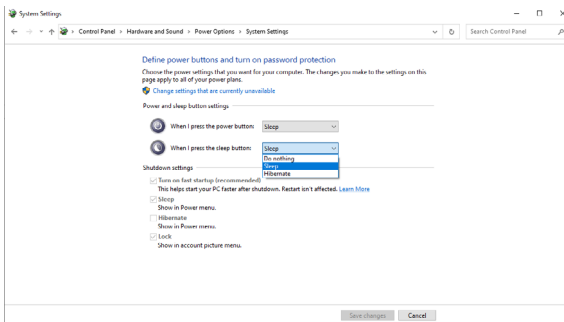 System Settings
Control Panel > Hardware and Sound > Power Options > System Settings
Search Control Panel
Define power buttons and turn on password protection
Choose the power settings that you want for your computer. The changes you make to the settings on this
page apply to all of your power plans.
Change settings that are currently unavailable
Power and sleep button settings
When I press the power button: Sleep
When I press the sleep button: Sleep
Do nothing
Sleep
Hibernate
Shutdown settings
Turn on fast startup (recommended)
This helps start your PC faster after shutdown. Restart isn't affected. Learn More
Sleep
Show in Power menu.
Hibernate
Show in Power menu.
Lock
Show in account picture menu.
Save changes Cancel